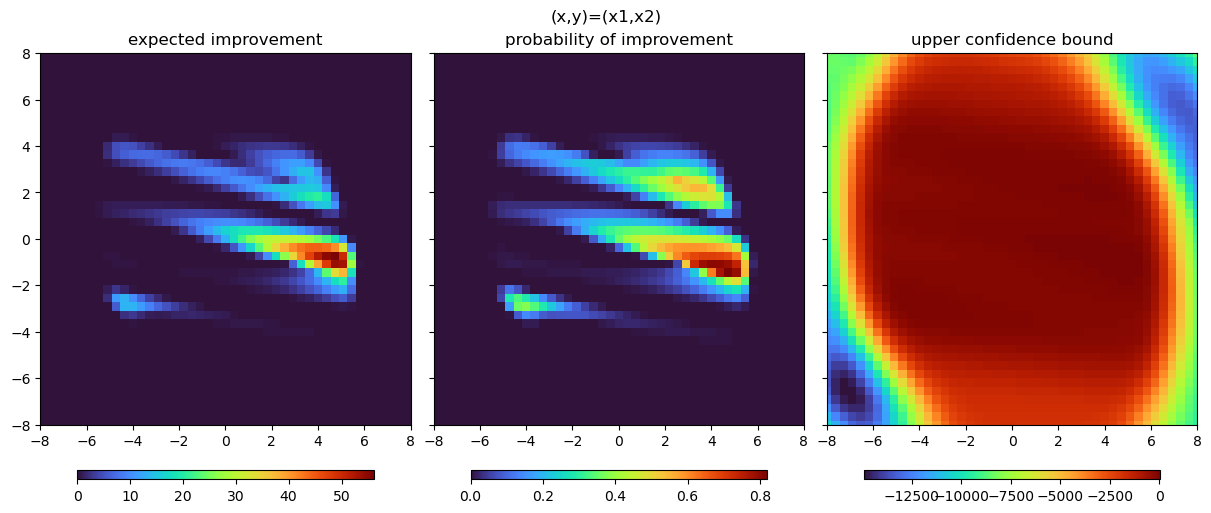 (x,y)=(x1,x2)
expected improvement probability of improvement upper confidence bound
8
6
4
2
0
−2
−4
−6
−8
−8 −6 −4 −2 0 2 4 6 8 −8 −6 −4 −2 0 2 4 6 8 −8 −6 −4 −2 0 2 4 6 8
0 10 20 30 40 50 0.0 0.2 0.4 0.6 0.8 −12500 −10000 −7500 −5000 −2500 0